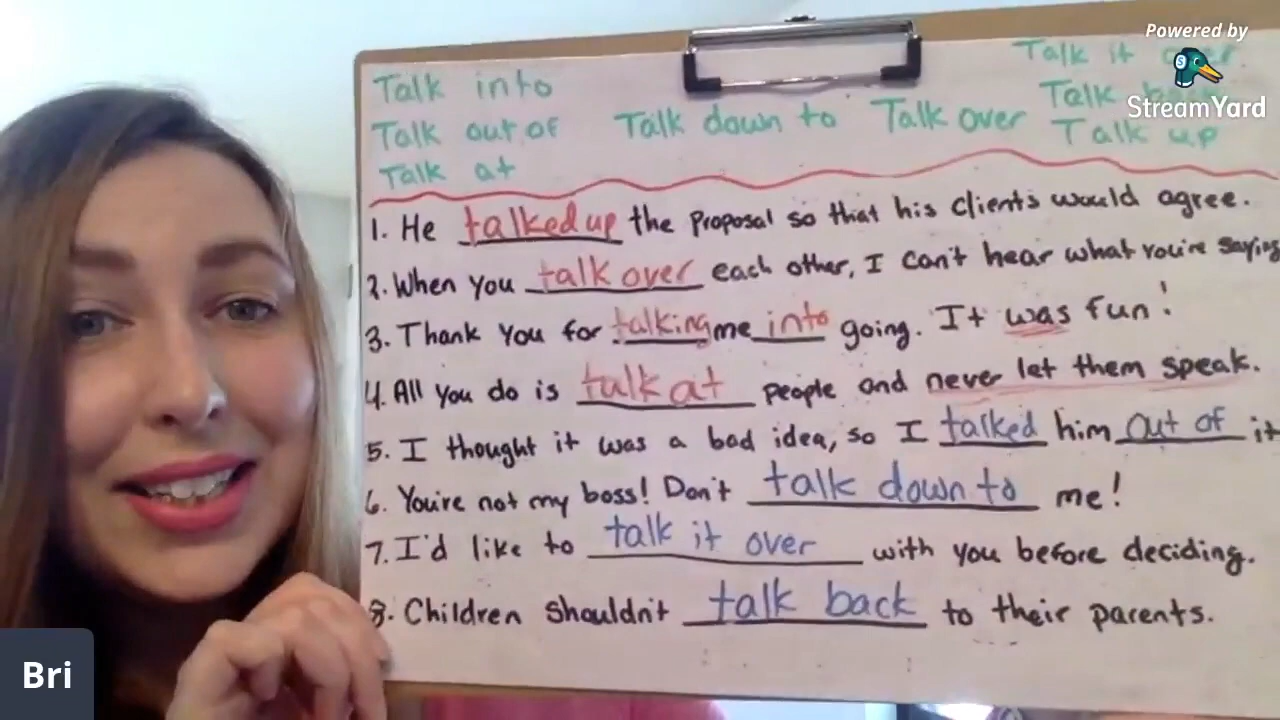 Powered by
StreamYard
Talk into
Talk out of
Talk at
Talk down to
Talk over
Talk it over
Talk
Talk up
1. He talked up the proposal so that his clients would agree.
2. When you talk over each other, I can't hear what you're saying
3. Thank you for talking me into going. It was fun!
4. All you do is talk at people and never let them speak.
5. I thought it was a bad idea, so I talked him out of it
6. You're not my boss! Don't talk down to me!
7. I'd like to talk it over with you before deciding.
8. Children shouldn't talk back to their parents.
Bri